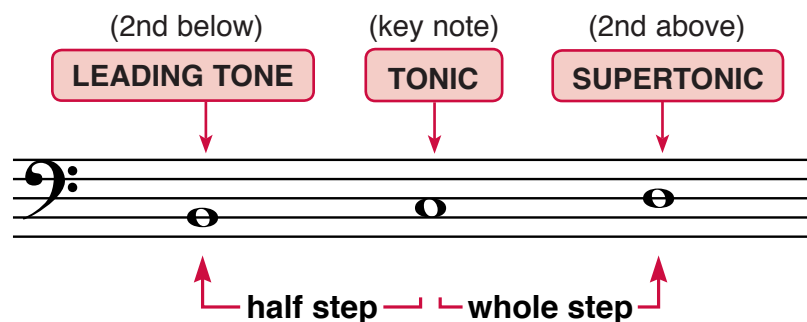 (2nd below) (key note) (2nd above)
LEADING TONE TONIC SUPERTONIC
half step whole step